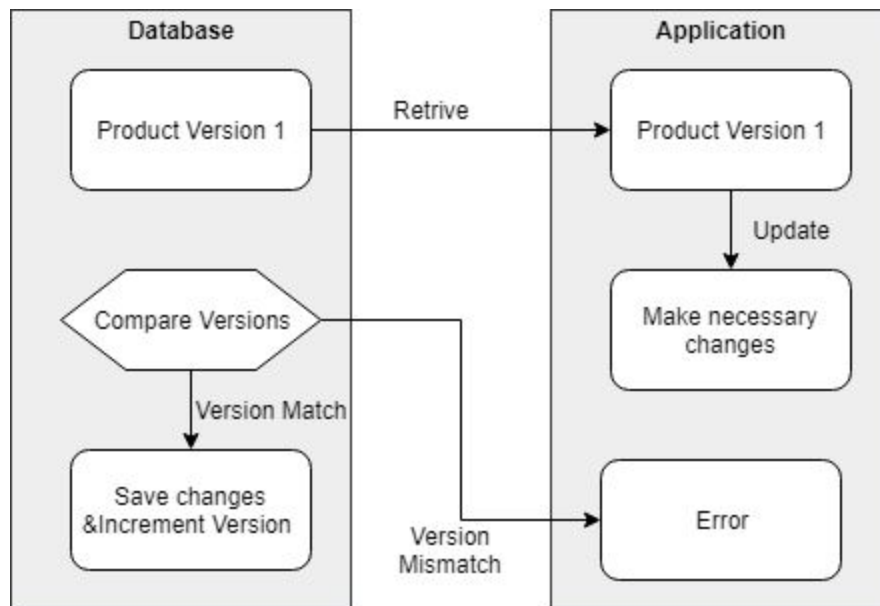 Database
Application
Product Version 1
Retrive
Product Version 1
Update
Compare Versions
Make necessary
changes
Version Match
Save changes
&Increment Version
Error
Version
Mismatch